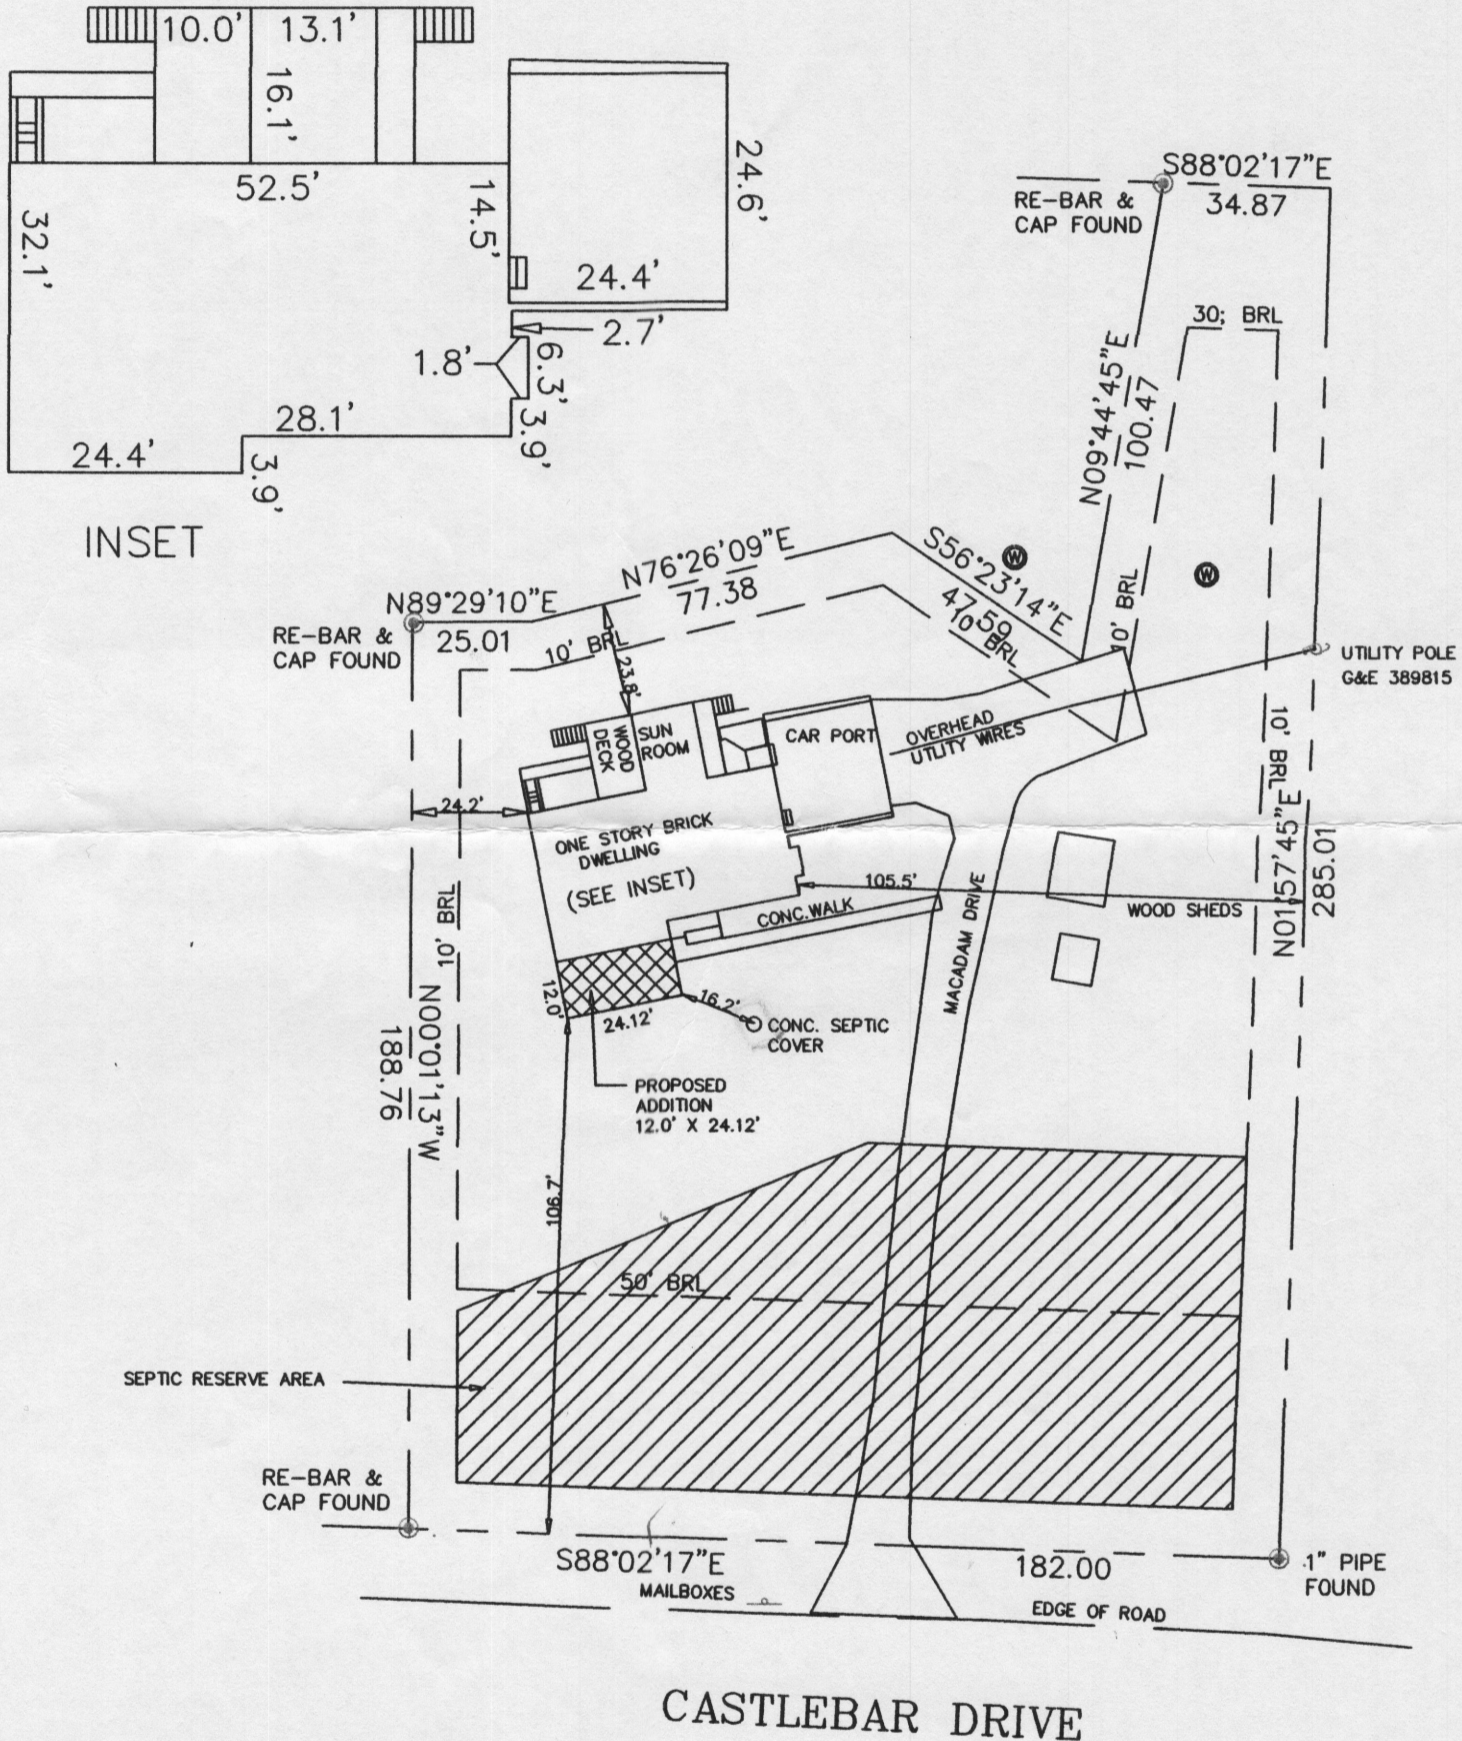 10.0'
13.1'
16.1'
52.5'
14.5'
24.6'
32.1'
24.4'
2.7'
1.8'
6.3'
28.1'
3.9'
24.4'
3.9'
INSET
S88°02'17"E
34.87
RE-BAR &
CAP FOUND
30; BRL
N09°44'45"E
100.47
N76°26'09"E
77.38
S56°23'14"E
47.59
10' BRL
W
W
10' BRL
N89°29'10"E
25.01
RE-BAR &
CAP FOUND
10' BRL
23.8'
UTILITY POLE
G&E 389815
WOOD
DECK
SUN
ROOM
CAR PORT
OVERHEAD
UTLITY WIRES
10' BRL
24.2'
ONE STORY BRICK
DWELLING
(SEE INSET)
105.5'
WOOD SHEDS
N01°57'45"E
285.01
CONC.WALK
MACADAM DRIVE
10' BRL
N00°01'13"W
188.76
12.0'
24.12'
16.2'
CONC. SEPTIC
COVER
PROPOSED
ADDITION
12.0' X 24.12'
106.7'
50' BRL
SEPTIC RESERVE AREA
RE-BAR &
CAP FOUND
S88°02'17"E
182.00
1" PIPE
FOUND
MAILBOXES
EDGE OF ROAD
CASTLEBAR DRIVE